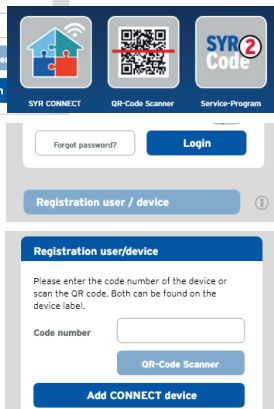 SYR 2
Code
SYR CONNECT QR-Code Scanner Service-Program
Forgot password? Login
Registration user / device i
Registration user/device
Please enter the code number of the device or
scan the QR code. Both can be found on the
device label.
Code number
QR-Code Scanner
Add CONNECT device